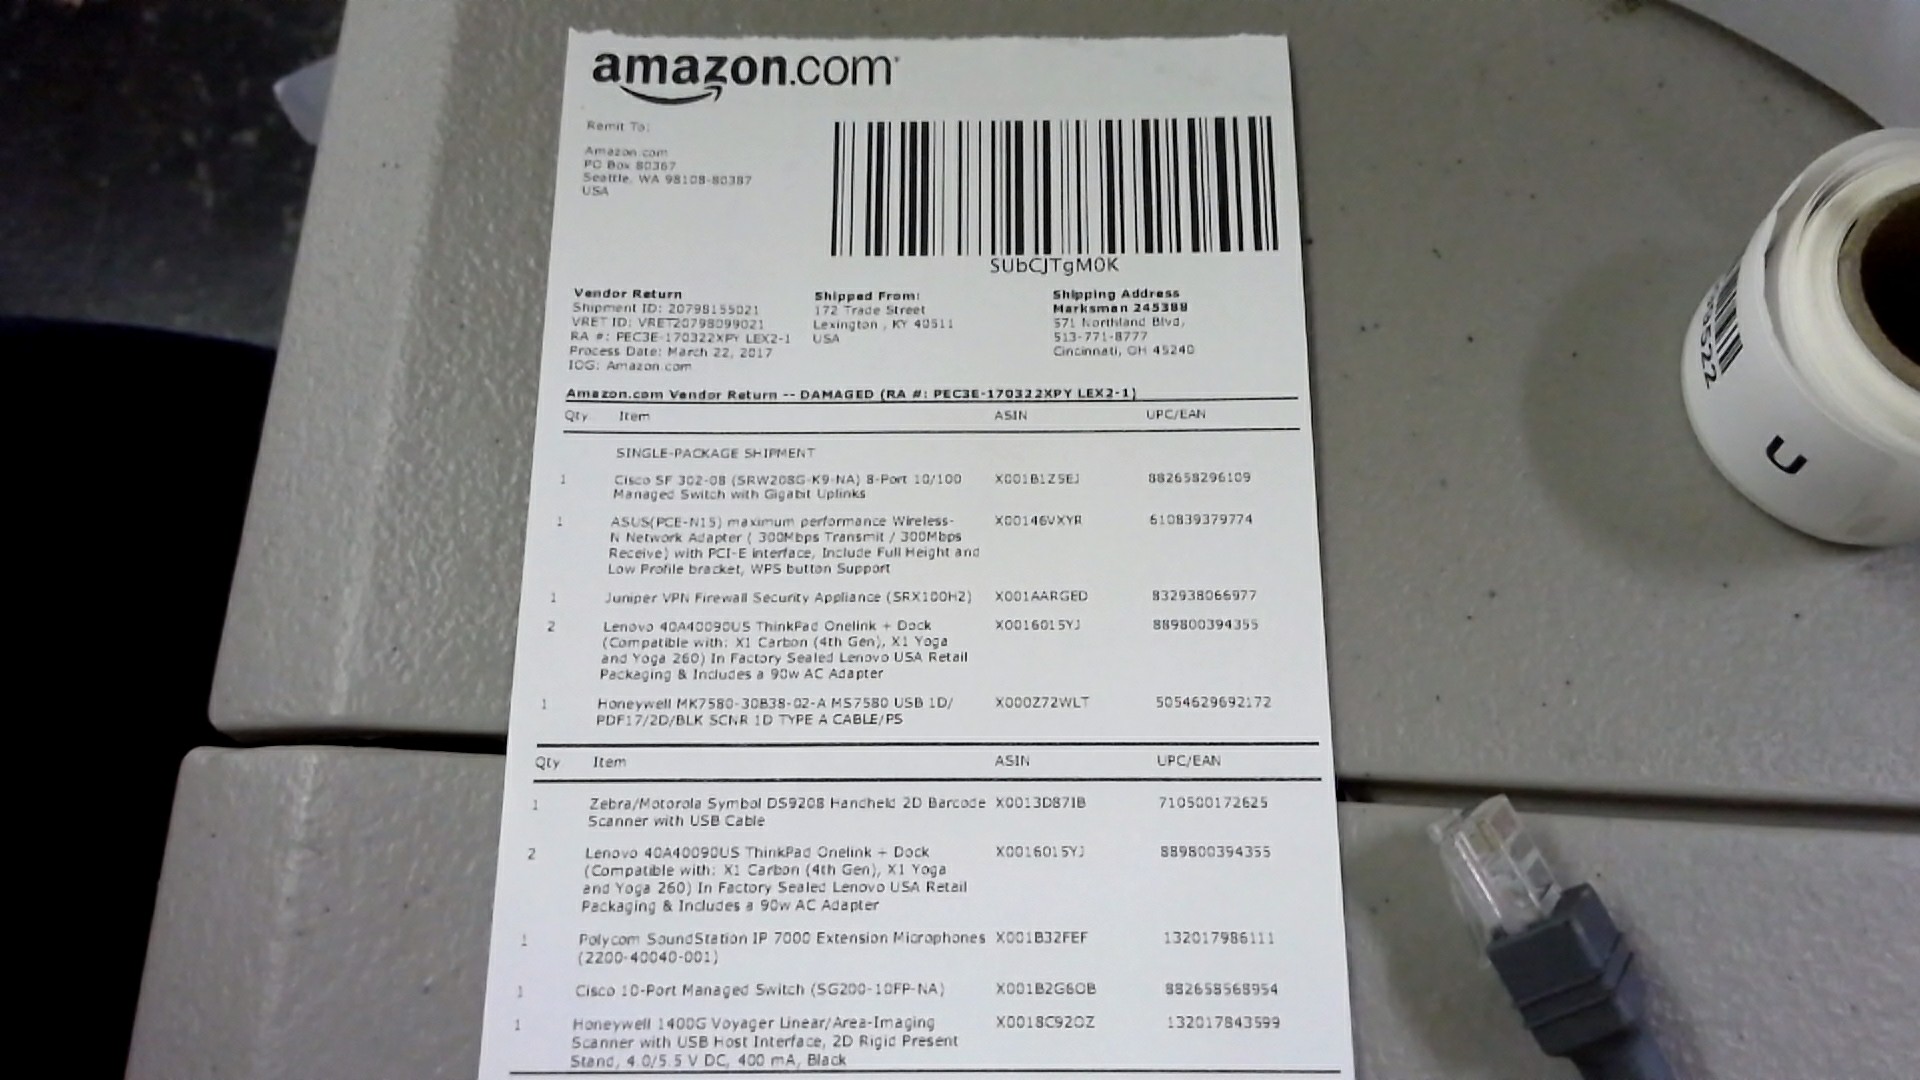 amazon.com
Remit To:
Amazon.com
PO Box 80387
Seattle, WA 98108-80387
USA
SUbCJTgM0K
Vendor Return
Shipment ID: 20798155021
VRET ID: VRET20798099021
RA #: PEC3E-170322XPY LEX2-1
Process Date: March 22, 2017
IOG: Amazon.com
Shipped From:
172 Trade Street
Lexington , KY 40511
USA
Shipping Address
Marksman 245388
571 Northland Blvd,
513-771-8777
Cincinnati, OH 45240
Amazon.com Vendor Return -- DAMAGED (RA #: PEC3E-170322XPY LEX2-1)
Qty Item ASIN UPC/EAN
SINGLE-PACKAGE SHIPMENT
1 Cisco SF 302-08 (SRW208G-K9-NA) 8-Port 10/100 X001B1Z5EJ 882658296109
Managed Switch with Gigabit Uplinks
1 ASUS(PCE-N15) maximum performance Wireless- X00146VXYR 610839379774
N Network Adapter ( 300Mbps Transmit / 300Mbps
Receive) with PCI-E interface, Include Full Height and
Low Profile bracket, WPS button Support
1 Juniper VPN Firewall Security Appliance (SRX100H2) X001AARGED 832938066977
2 Lenovo 40A40090US ThinkPad Onelink + Dock X0016015YJ 889800394355
(Compatible with: X1 Carbon (4th Gen), X1 Yoga
and Yoga 260) In Factory Sealed Lenovo USA Retail
Packaging & Includes a 90w AC Adapter
1 Honeywell MK7580-30B38-02-A MS7580 USB 1D/ X000Z72WLT 5054629692172
PDF17/2D/BLK SCNR 1D TYPE A CABLE/PS
Qty Item ASIN UPC/EAN
1 Zebra/Motorola Symbol DS9208 Handheld 2D Barcode X0013D87IB 710500172625
Scanner with USB Cable
2 Lenovo 40A40090US ThinkPad Onelink + Dock X0016015YJ 889800394355
(Compatible with: X1 Carbon (4th Gen), X1 Yoga
and Yoga 260) In Factory Sealed Lenovo USA Retail
Packaging & Includes a 90w AC Adapter
1 Polycom SoundStation IP 7000 Extension Microphones X001B32FEF 132017986111
(2200-40040-001)
1 Cisco 10-Port Managed Switch (SG200-10FP-NA) X001B2G6OB 882658568954
1 Honeywell 1400G Voyager Linear/Area-Imaging X0018C92OZ 132017843599
Scanner with USB Host Interface, 2D Rigid Present
Stand, 4.0/5.5 V DC, 400 mA, Black
U